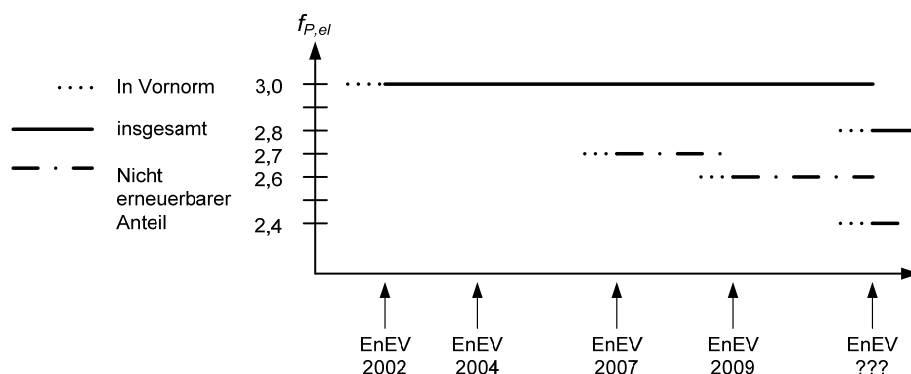 f P,el
In Vornorm
insgesamt
Nicht
erneuerbarer
Anteil
3,0
2,8
2,7
2,6
2,4
EnEV
2002
EnEV
2004
EnEV
2007
EnEV
2009
EnEV
???